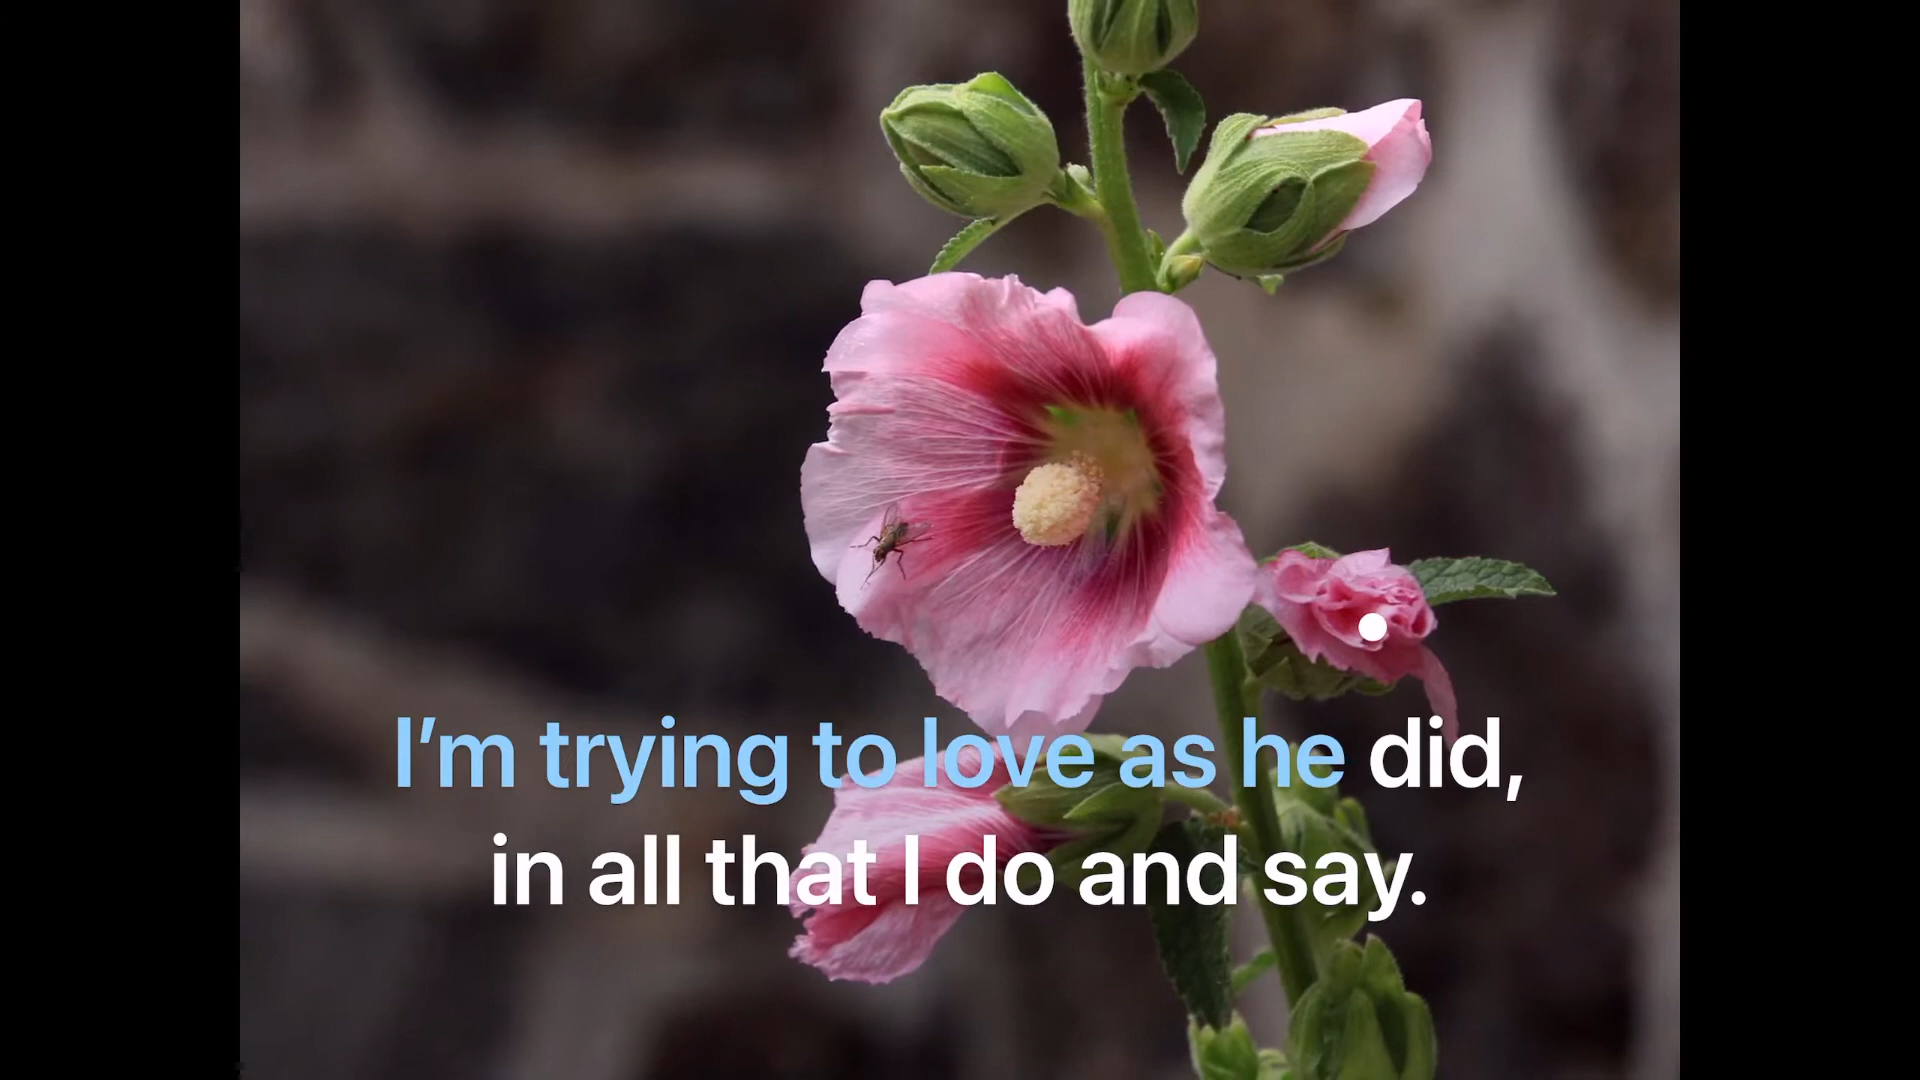 I’m trying to love as he did,
in all that I do and say.